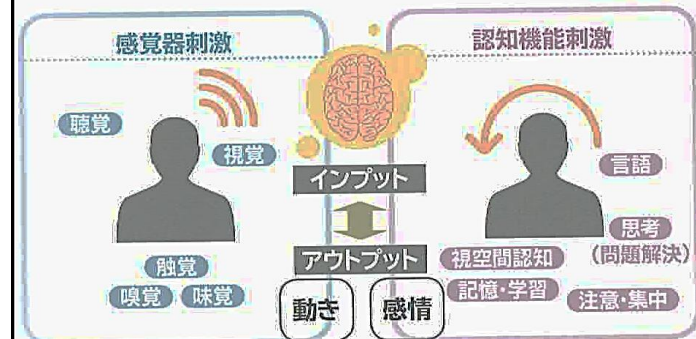 感覚器刺激
聴覚
視覚
触覚
嗅覚 味覚
インプット
アウトプット
動き 感情
認知機能刺激
言語
思考
(問題解決)
視空間認知
記憶・学習
注意・集中